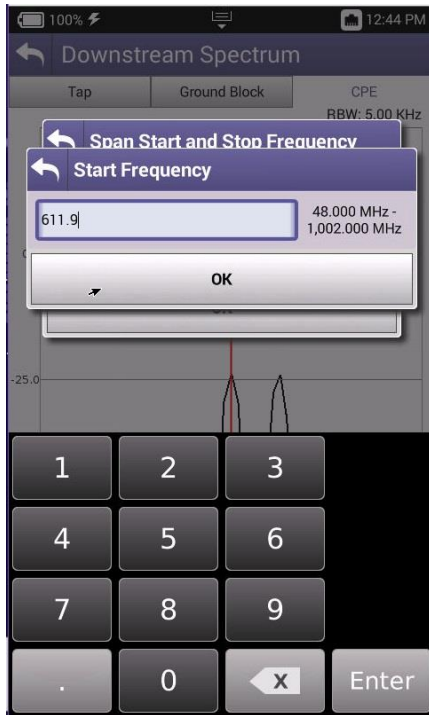 100% 12:44 PM
Downstream Spectrum
Tap Ground Block CPE
RBW: 5.00 KHz
Span Start and Stop Frequency
Start Frequency
611.9
48.000 MHz -
1,002.000 MHz
OK
-25.0
1 2 3
4 5 6
7 8 9
. 0 X Enter